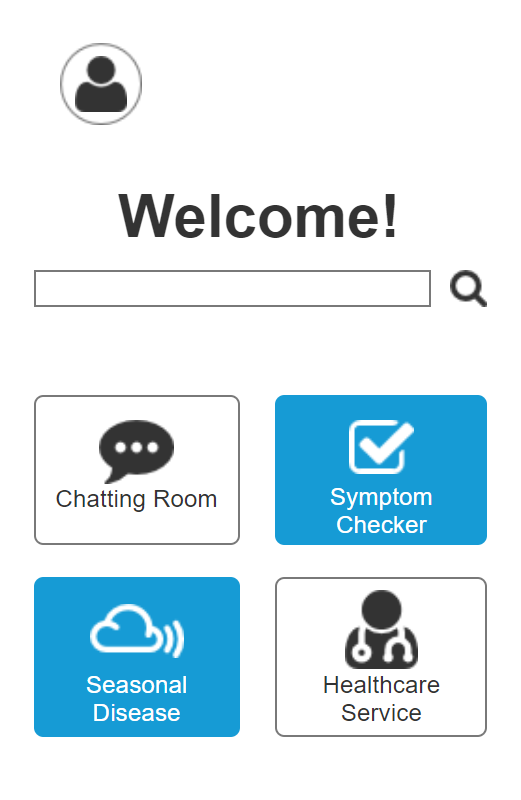 Welcome!
Chatting Room
Symptom
Checker
Seasonal
Disease
Healthcare
Service